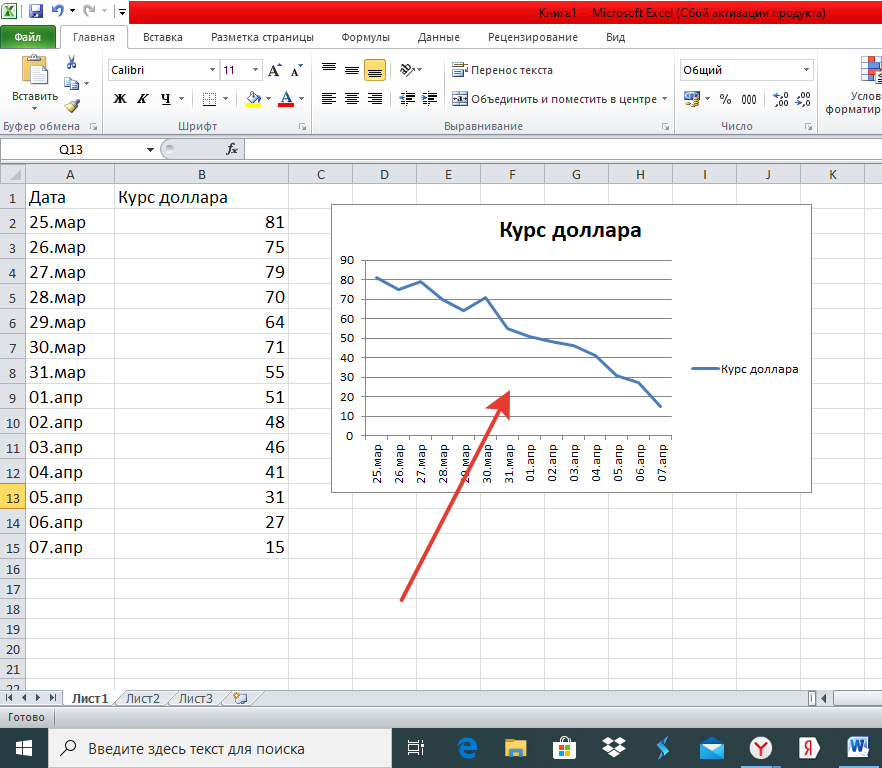 Книга1 - Microsoft Excel (Сбой активации продукта)
Файл Главная Вставка Разметка страницы Формулы Данные Рецензирование Вид
Calibri 11 Перенос текста Общий
Вставить Ж К Ч Объединить и поместить в центре % 000 Услов
форматир
Буфер обмена Шрифт Выравнивание Число
Q13 fx
A B C D E F G H I J K
1 Дата Курс доллара
2 25.мар 81
3 26.мар 75
4 27.мар 79
5 28.мар 70
6 29.мар 64
7 30.мар 71
8 31.мар 55
9 01.апр 51
10 02.апр 48
11 03.апр 46
12 04.апр 41
13 05.апр 31
14 06.апр 27
15 07.апр 15
16
17
18
19
20
21
22
Курс доллара
90
80
70
60
50
40
30
20
10
0
25.мар 26.мар 27.мар 28.мар 29.мар 30.мар 31.мар 01.апр 02.апр 03.апр 04.апр 05.апр 06.апр 07.апр
Курс доллара
Лист1 Лист2 Лист3
Готово
Введите здесь текст для поиска